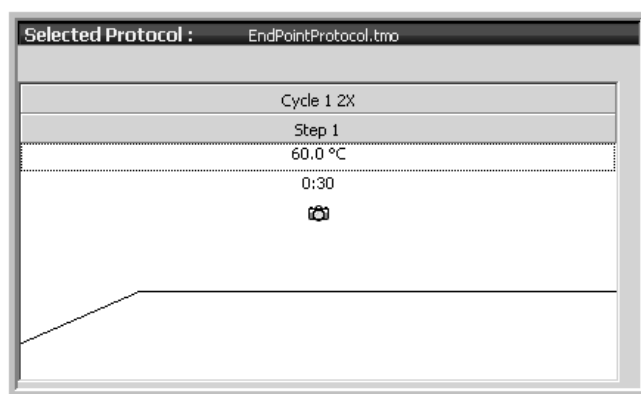 Selected Protocol : EndPointProtocol.tmo
Cycle 1 2X
Step 1
60.0 °C
0:30